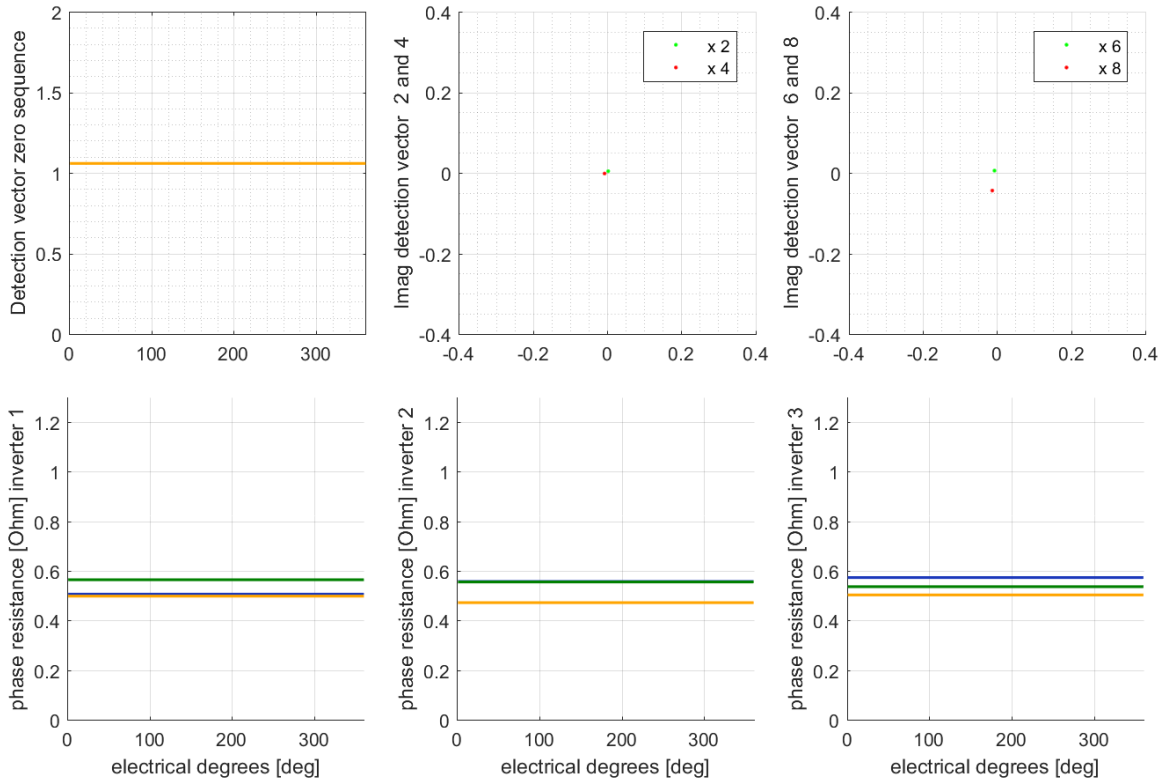 Detection vector zero sequence
2
1.5
1
0.5
0
0 100 200 300
Imag detection vector  2 and 4
0.4
0.2
0
-0.2
-0.4
-0.4 -0.2 0 0.2 0.4
x 2
x 4
Imag detection vector  6 and 8
0.4
0.2
0
-0.2
-0.4
-0.4 -0.2 0 0.2 0.4
x 6
x 8
phase resistance [Ohm] inverter 1
1.2
1
0.8
0.6
0.4
0.2
0
0 100 200 300
electrical degrees [deg]
phase resistance [Ohm] inverter 2
1.2
1
0.8
0.6
0.4
0.2
0
0 100 200 300
electrical degrees [deg]
phase resistance [Ohm] inverter 3
1.2
1
0.8
0.6
0.4
0.2
0
0 100 200 300
electrical degrees [deg]